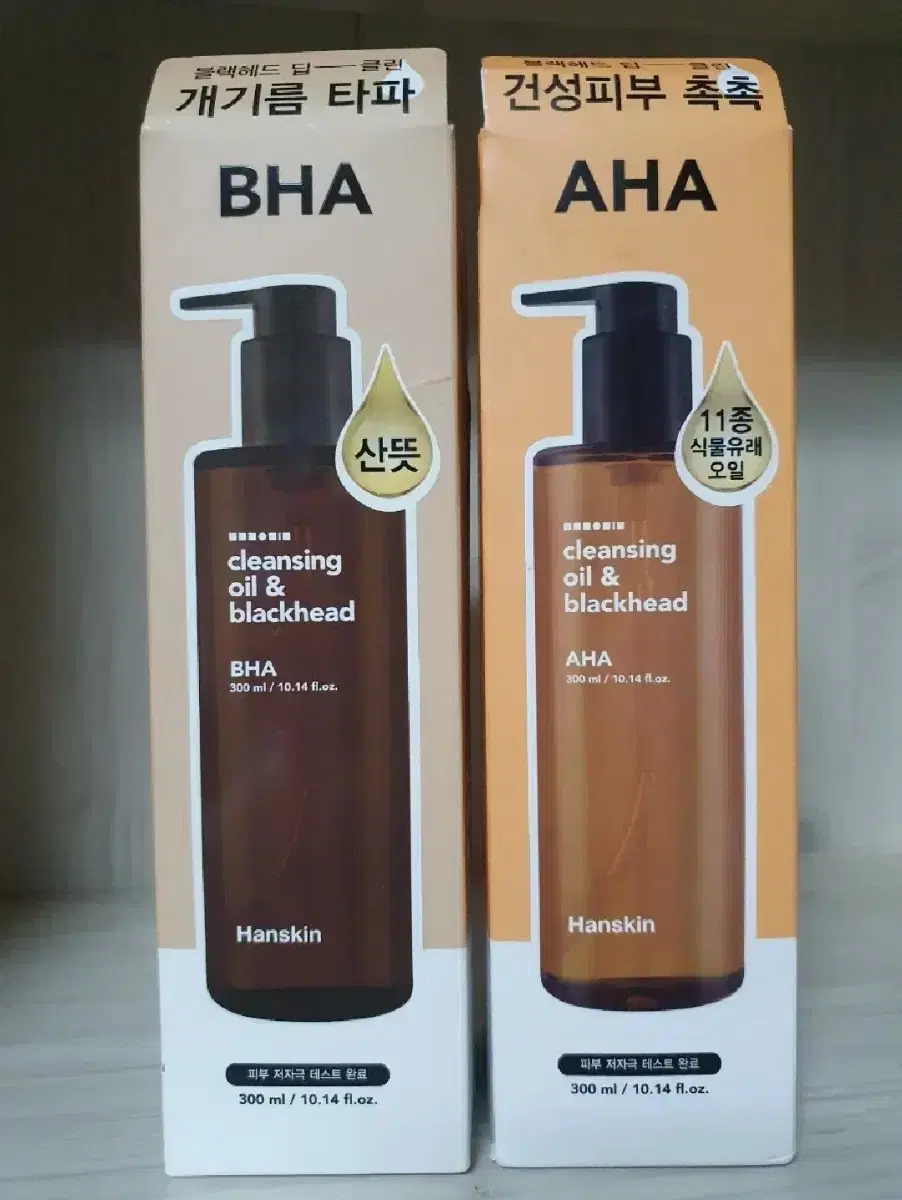 블랙헤드 딥—클린
개기름 타파
BHA
산뜻
cleansing
oil &
blackhead
BHA
300 ml / 10.14 fl.oz.
Hanskin
피부 저자극 테스트 완료
300 ml / 10.14 fl.oz.
블랙헤드 딥—클린
건성피부 촉촉
AHA
11종
식물유래
오일
cleansing
oil &
blackhead
AHA
300 ml / 10.14 fl.oz.
Hanskin
피부 저자극 테스트 완료
300 ml / 10.14 fl.oz.